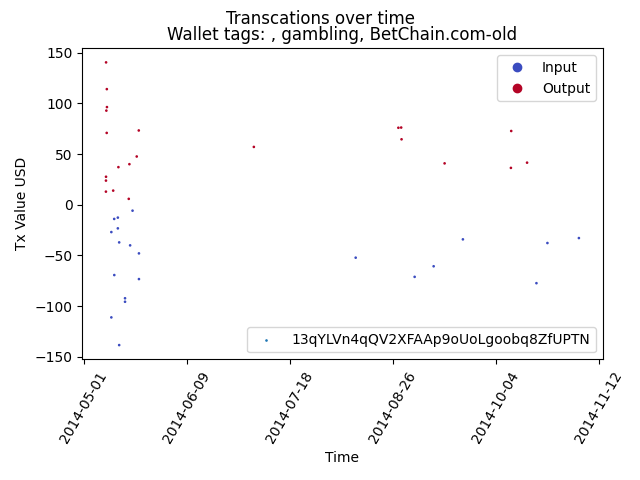 Transcations over time
Wallet tags: , gambling, BetChain.com-old
150
100
50
0
−50
−100
−150
Tx Value USD
Input
Output
13qYLVn4qQV2XFAAp9oUoLgoobq8ZfUPTN
2014-05-01
2014-06-09
2014-07-18
2014-08-26
2014-10-04
2014-11-12
Time